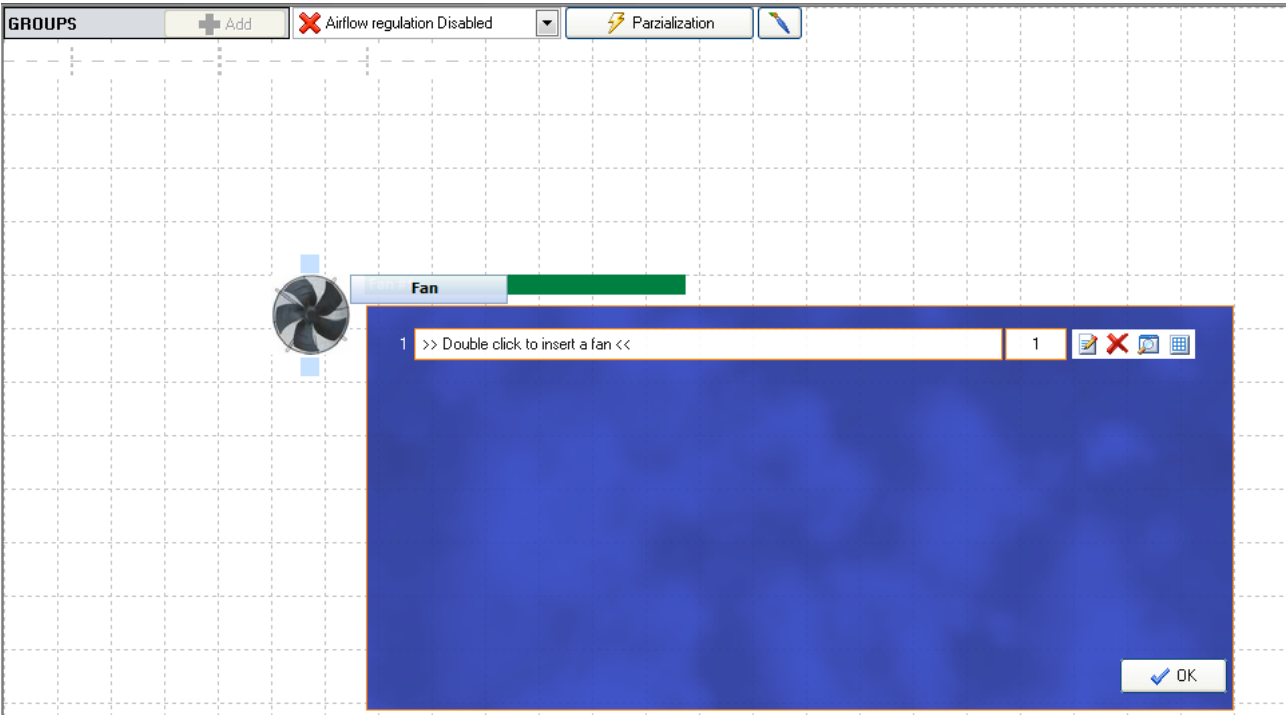 GROUPS Add Airflow regulation Disabled Parzialization
Fan
1 >> Double click to insert a fan << 1
OK